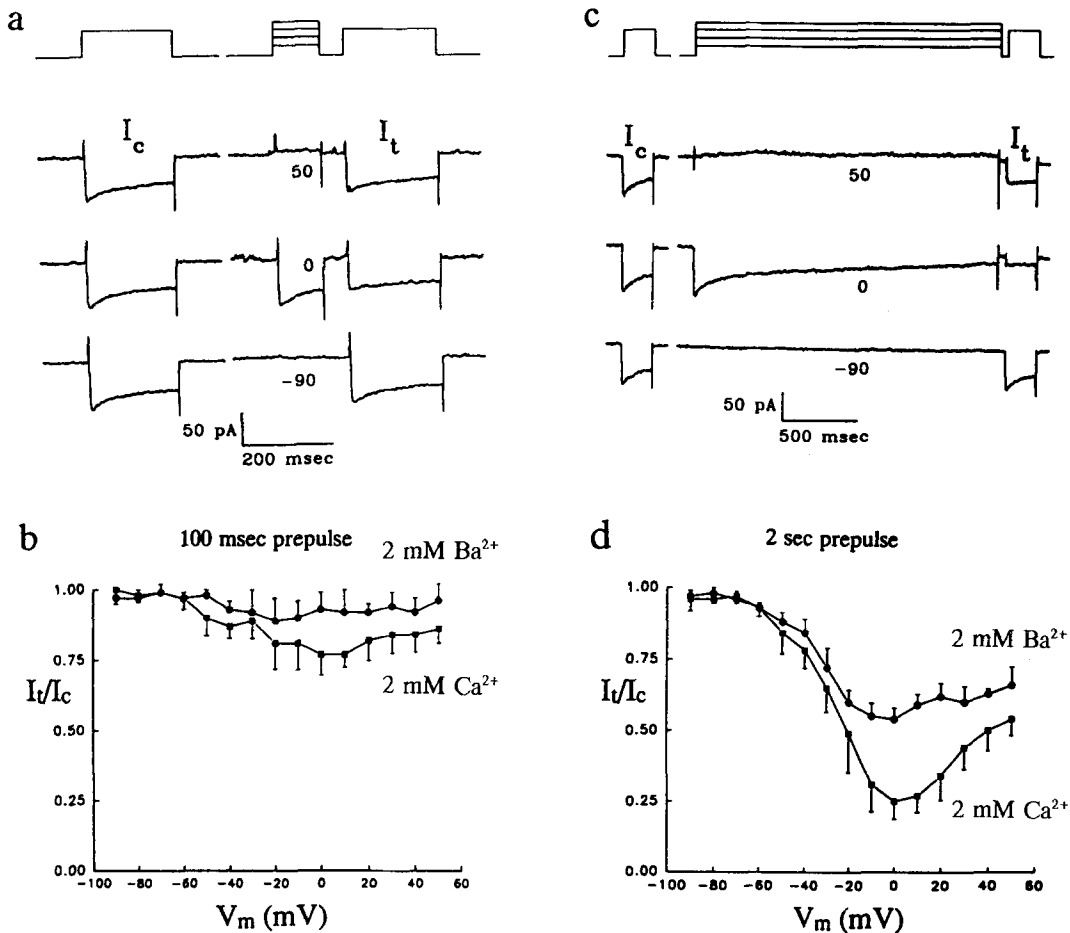 a
I_c
I_t
50
0
-90
50 pA
200 msec
c
I_c
I_t
50
0
-90
50 pA
500 msec
b
100 msec prepulse
2 mM Ba²⁺
2 mM Ca²⁺
I_t/I_c
1.00
0.75
0.50
0.25
0.00
-100 -80 -60 -40 -20 0 20 40 60
V_m (mV)
d
2 sec prepulse
2 mM Ba²⁺
2 mM Ca²⁺
I_t/I_c
1.00
0.75
0.50
0.25
0.00
-100 -80 -60 -40 -20 0 20 40 60
V_m (mV)